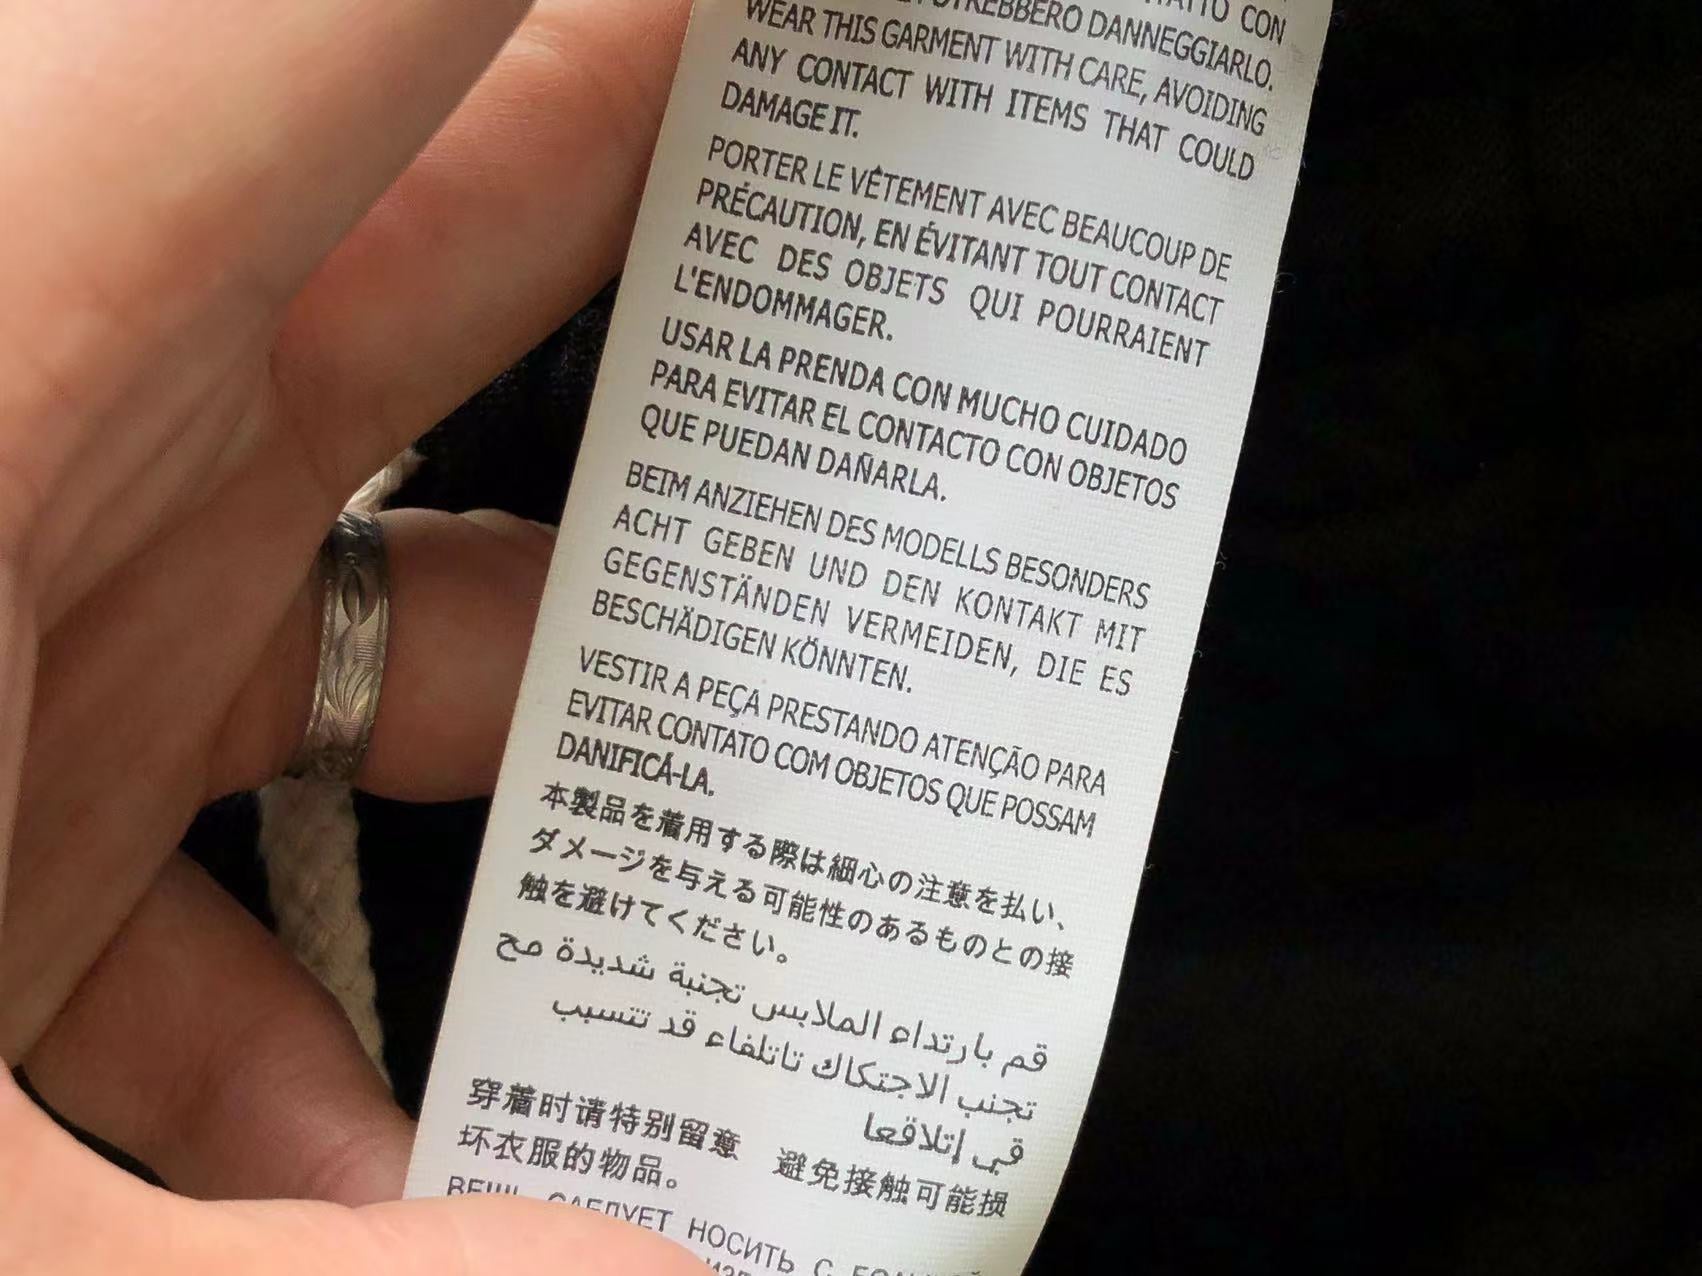 CON
POTREBBERO DANNEGGIARLO.
WEAR THIS GARMENT WITH CARE, AVOIDING
ANY CONTACT WITH ITEMS THAT COULD
DAMAGE IT.
PORTER LE VÊTEMENT AVEC BEAUCOUP DE
PRÉCAUTION, EN ÉVITANT TOUT CONTACT
AVEC DES OBJETS QUI POURRAIENT
L'ENDOMMAGER.
USAR LA PRENDA CON MUCHO CUIDADO
PARA EVITAR EL CONTACTO CON OBJETOS
QUE PUEDAN DAÑARLA.
BEIM ANZIEHEN DES MODELLS BESONDERS
ACHT GEBEN UND DEN KONTAKT MIT
GEGENSTÄNDEN VERMEIDEN, DIE ES
BESCHÄDIGEN KÖNNTEN.
VESTIR A PEÇA PRESTANDO ATENÇÃO PARA
EVITAR CONTATO COM OBJETOS QUE POSSAM
DANIFICÁ-LA.
本製品を着用する際は細心の注意を払い、
ダメージを与える可能性のあるものとの接
触を避けてください。
قم بارتداء الملابس تجنبة شديدة مح
تجنب الاجتكاك تاتلفاء قد تتسبب
في إتلاقعا
穿着时请特别留意 避免接触可能损
坏衣服的物品。
СЛЕДУЕТ НОСИТЬ С